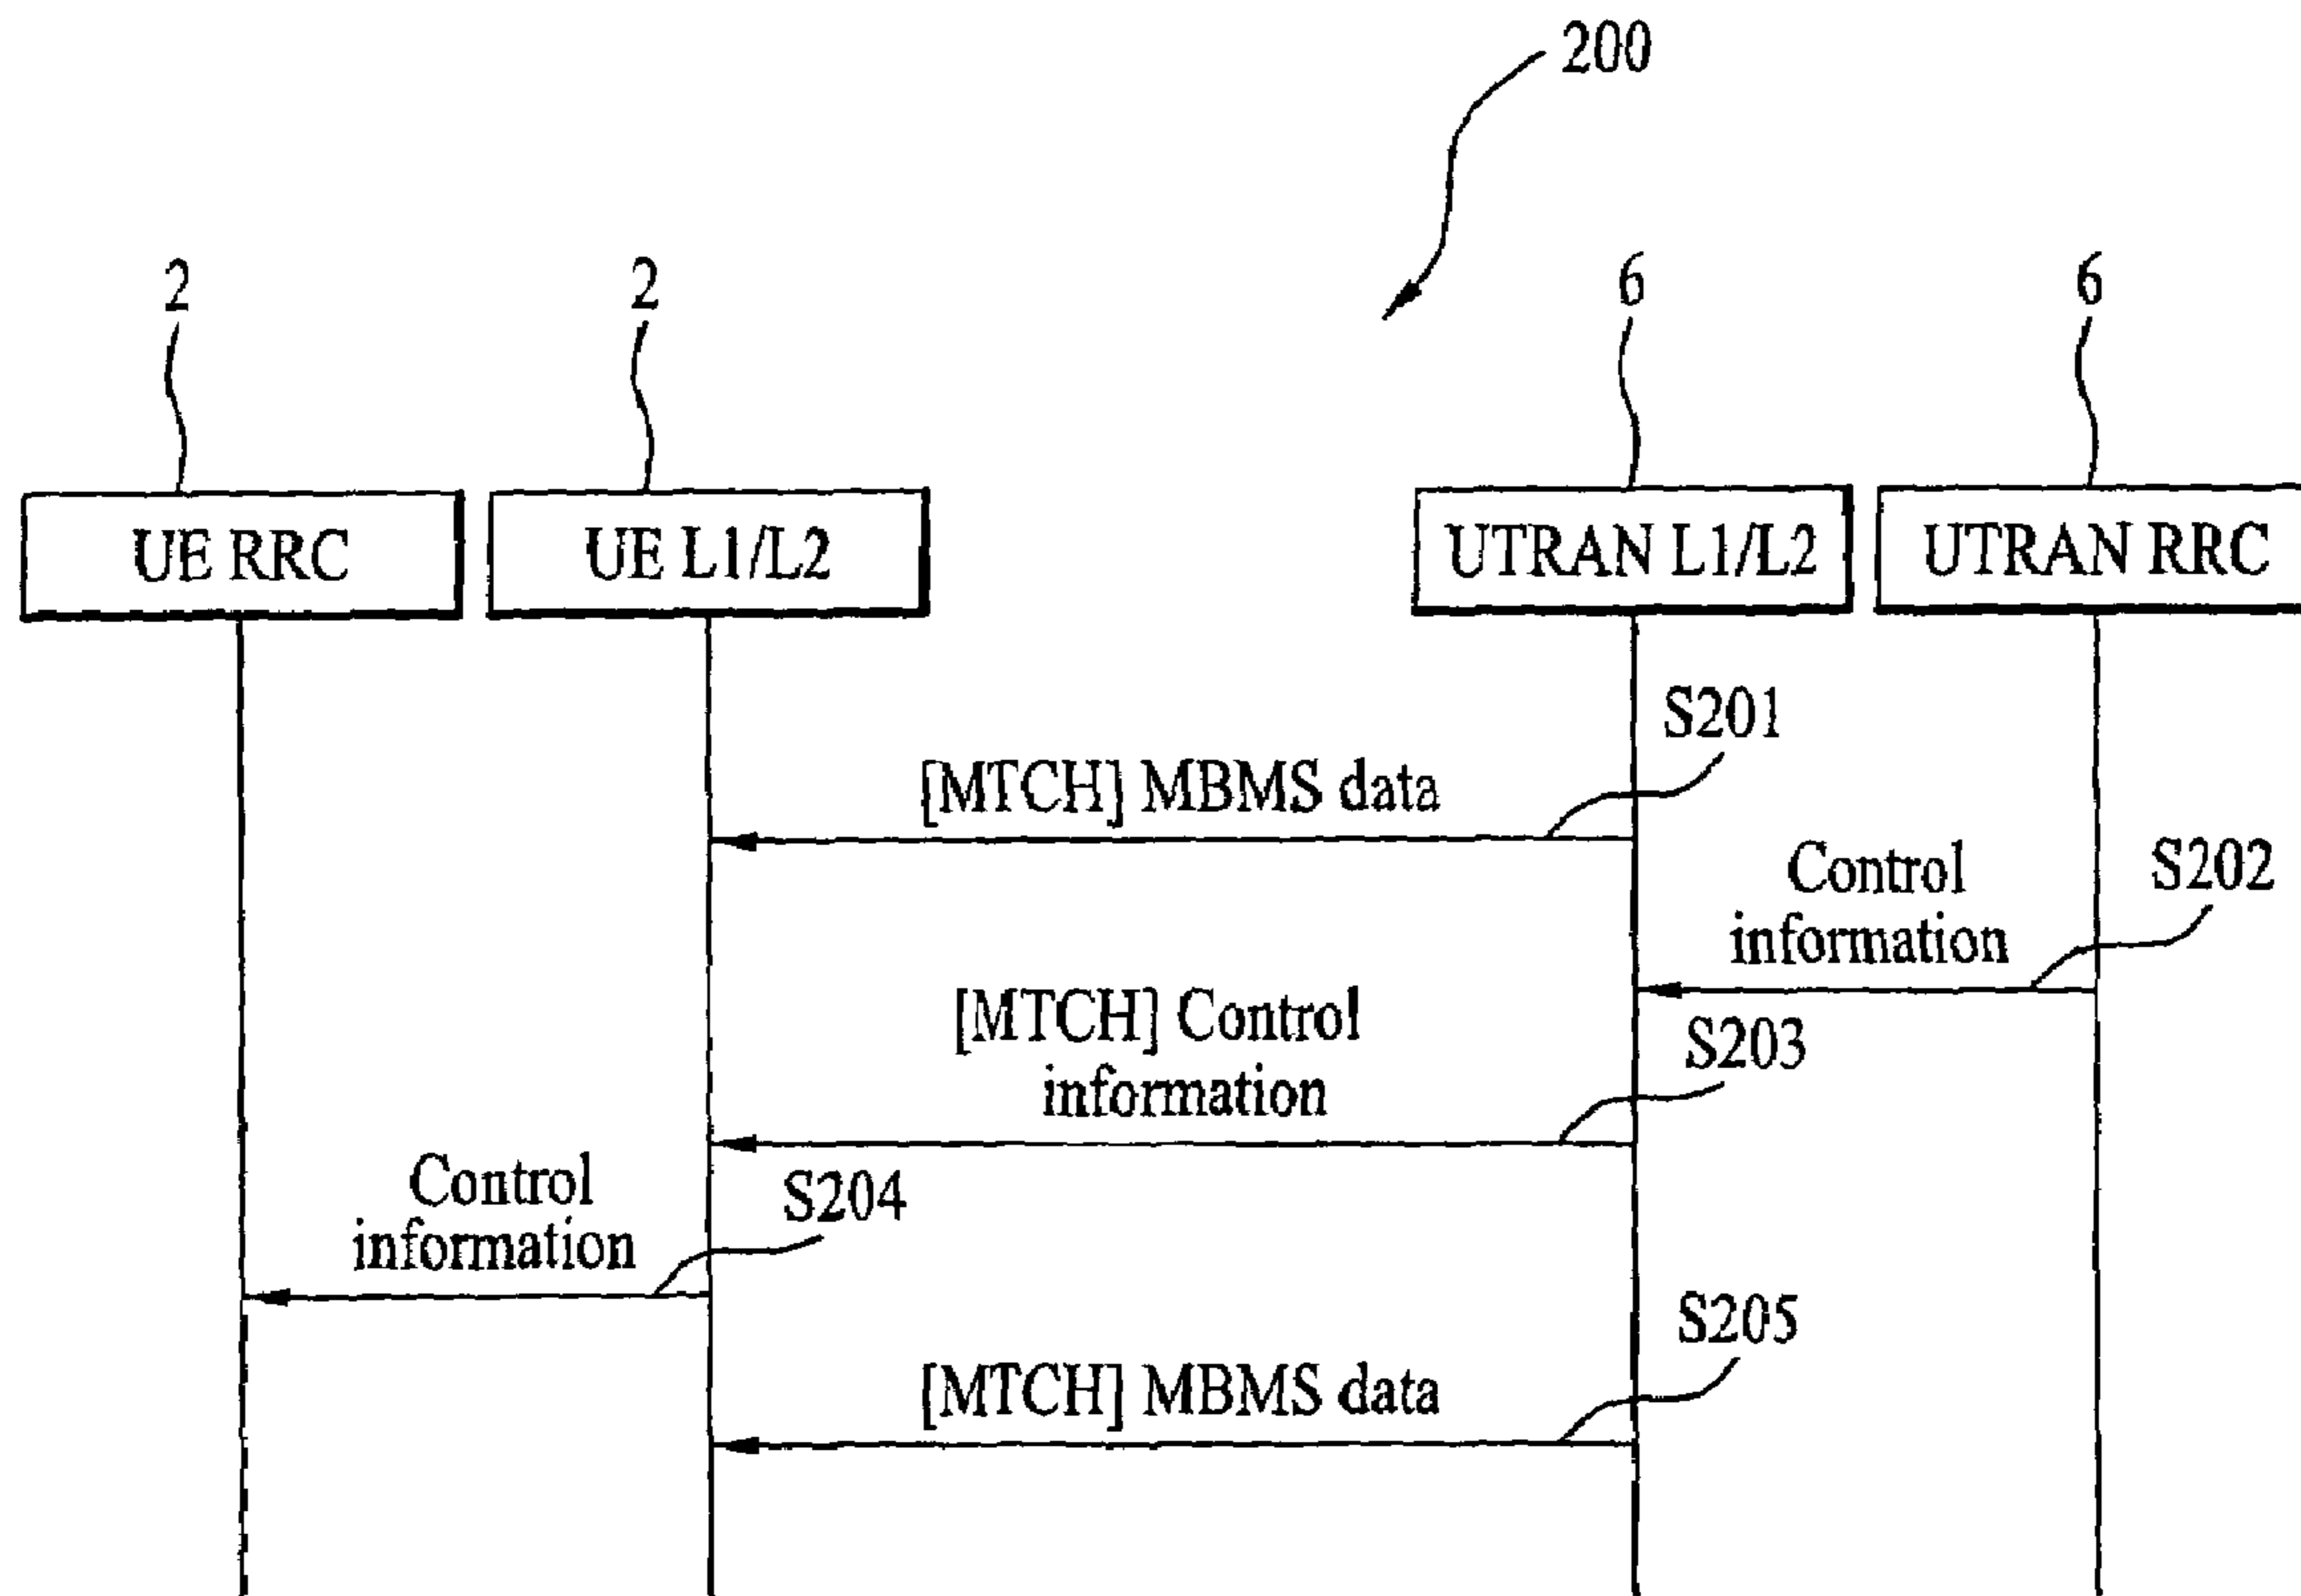 200
2
2
6
6
UE RRC
UE L1/L2
UTRAN L1/L2
UTRAN RRC
S201
[MTCH] MBMS data
Control
information
S202
[MTCH] Control
information
S203
Control
information
S204
S205
[MTCH] MBMS data